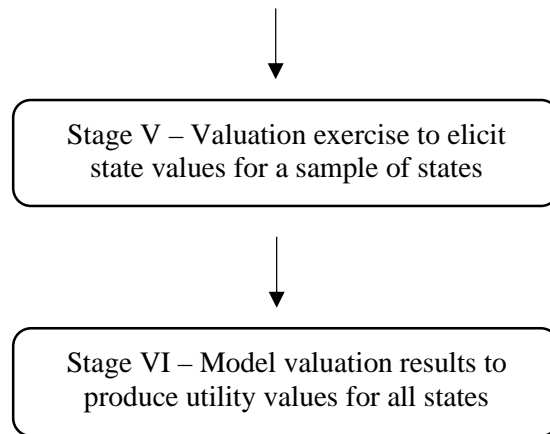 Stage V – Valuation exercise to elicit
state values for a sample of states
Stage VI – Model valuation results to
produce utility values for all states